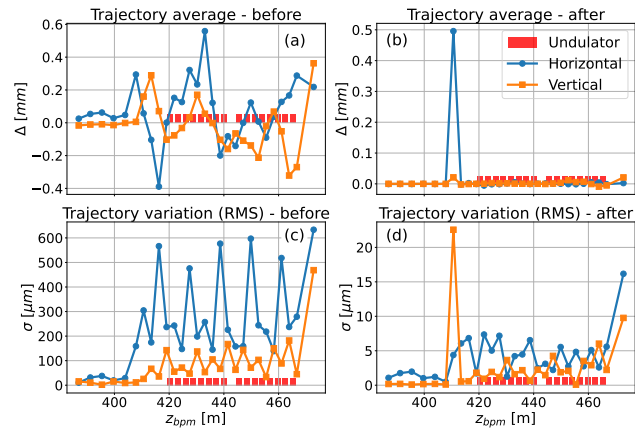 Trajectory average - before
Trajectory average - after
0.6
0.4
0.2
0.0
−0.2
−0.4
Δ [mm]
(a)
0.5
0.4
0.3
0.2
0.1
0.0
Δ [mm]
(b)
Undulator
Horizontal
Vertical
Trajectory variation (RMS) - before
Trajectory variation (RMS) - after
600
500
400
300
200
100
0
σ [μm]
(c)
400
420
440
460
z_bpm [m]
20
15
10
5
0
σ [μm]
(d)
400
420
440
460
z_bpm [m]